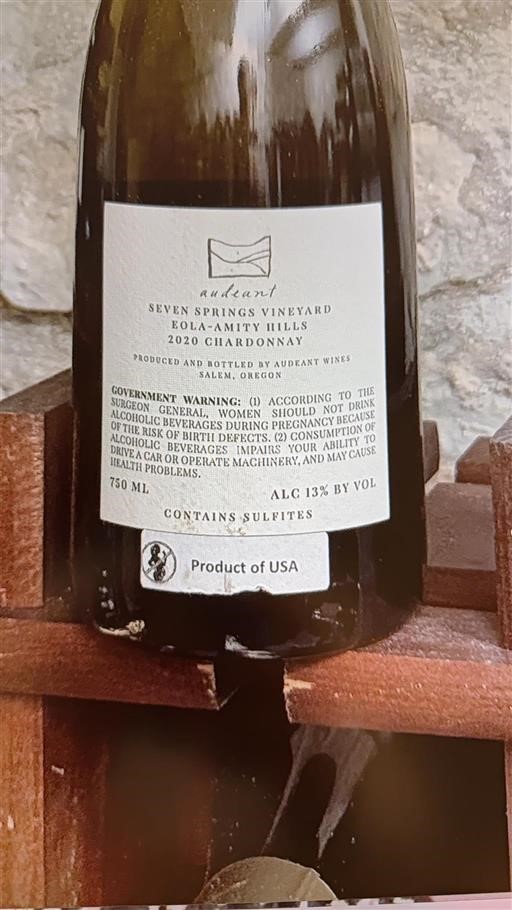 audeant
SEVEN SPRINGS VINEYARD
EOLA-AMITY HILLS
2020 CHARDONNAY
PRODUCED AND BOTTLED BY AUDEANT WINES
SALEM, OREGON
GOVERNMENT WARNING: (1) ACCORDING TO THE
SURGEON GENERAL, WOMEN SHOULD NOT DRINK
ALCOHOLIC BEVERAGES DURING PREGNANCY BECAUSE
OF THE RISK OF BIRTH DEFECTS. (2) CONSUMPTION OF
ALCOHOLIC BEVERAGES IMPAIRS YOUR ABILITY TO
DRIVE A CAR OR OPERATE MACHINERY, AND MAY CAUSE
HEALTH PROBLEMS.
750 ML ALC 13% BY VOL
CONTAINS SULFITES
Product of USA